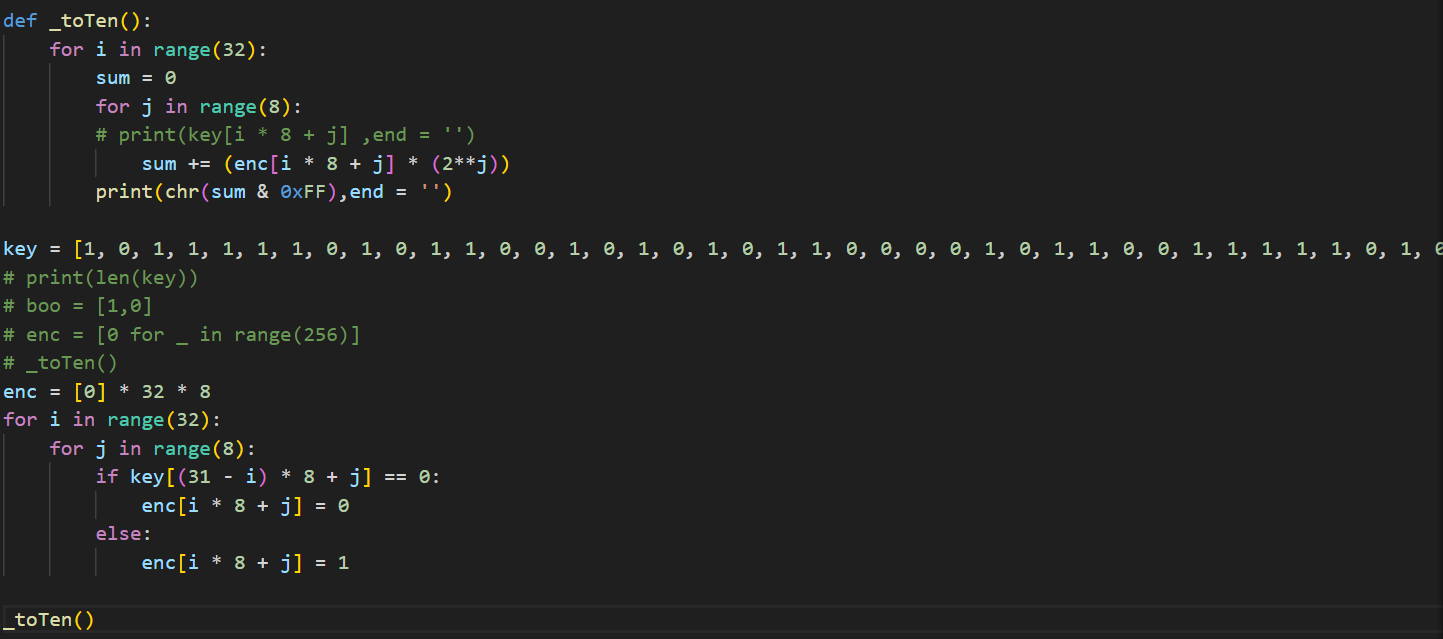 def _toTen():
    for i in range(32):
        sum = 0
        for j in range(8):
        # print(key[i * 8 + j] ,end = '')
            sum += (enc[i * 8 + j] * (2**j))
        print(chr(sum & 0xFF),end = '')

key = [1, 0, 1, 1, 1, 1, 1, 0, 1, 0, 1, 1, 0, 0, 1, 0, 1, 0, 1, 0, 1, 1, 0, 0, 0, 0, 1, 0, 1, 1, 0, 0, 1, 1, 1, 1, 1, 0, 1, 0
# print(len(key))
# boo = [1,0]
# enc = [0 for _ in range(256)]
# _toTen()
enc = [0] * 32 * 8
for i in range(32):
    for j in range(8):
        if key[(31 - i) * 8 + j] == 0:
            enc[i * 8 + j] = 0
        else:
            enc[i * 8 + j] = 1

_toTen()